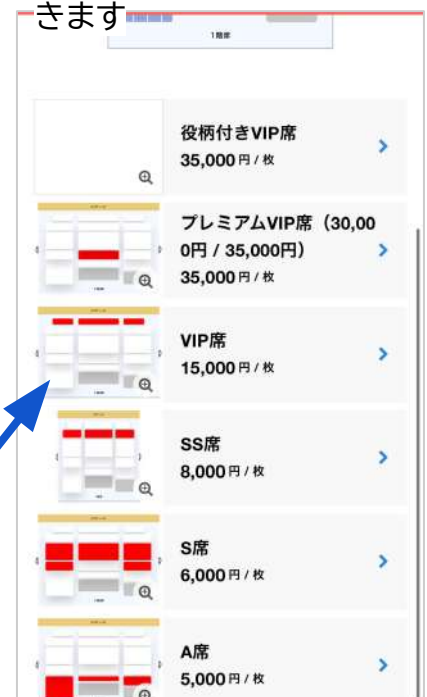 きます
1階席
役柄付きVIP席
35,000円 / 枚
プレミアムVIP席（30,00
0円 / 35,000円）
35,000円 / 枚
VIP席
15,000円 / 枚
SS席
8,000円 / 枚
S席
6,000円 / 枚
A席
5,000円 / 枚